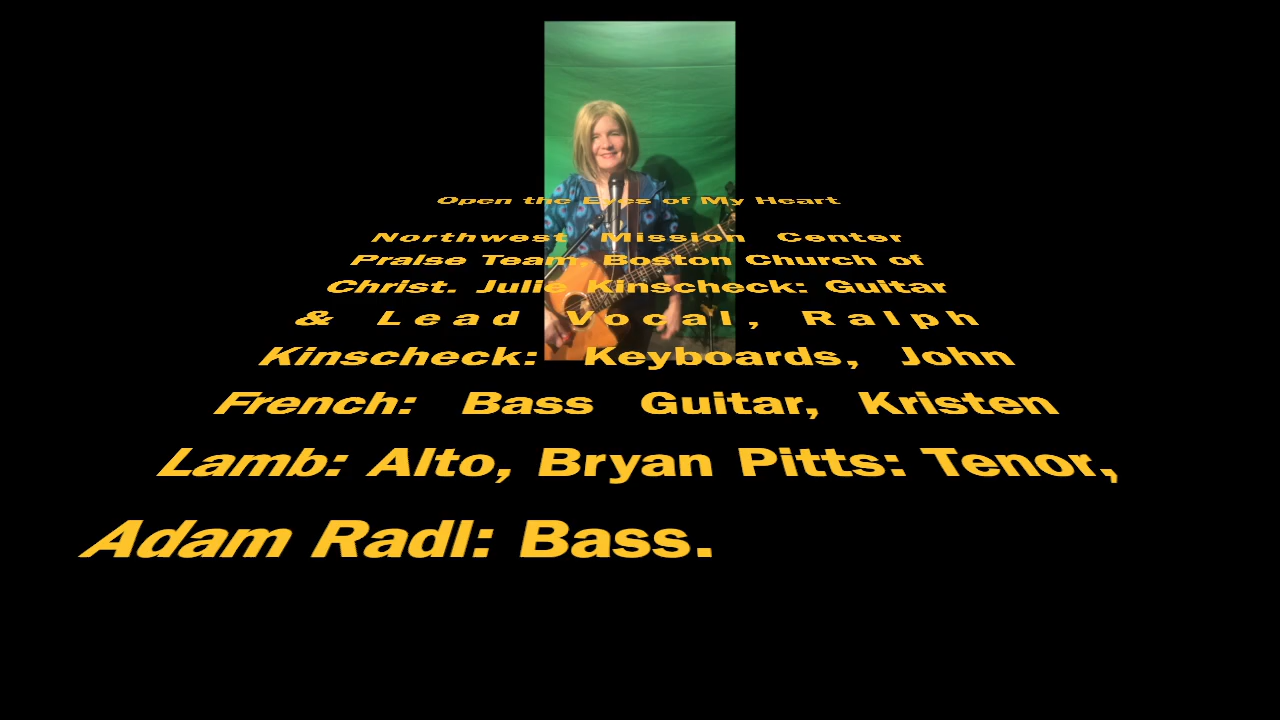 Open the Eyes of My Heart
Northwest Mission Center
Praise Team, Boston Church of
Christ. Julie Kinscheck: Guitar
& Lead Vocal, Ralph
Kinscheck: Keyboards, John
French: Bass Guitar, Kristen
Lamb: Alto, Bryan Pitts: Tenor,
Adam Radl: Bass.